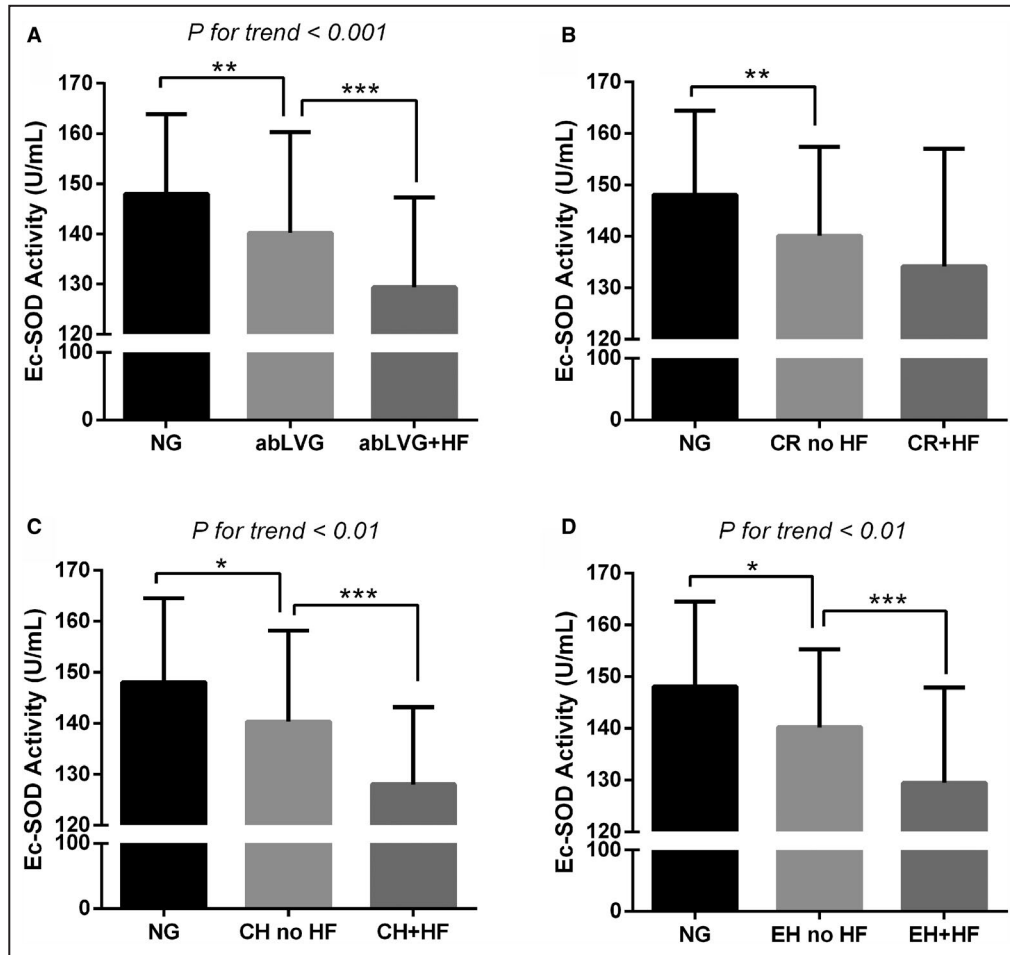 A
P for trend < 0.001
** ***
Ec-SOD Activity (U/mL)
170
160
150
140
130
120
100
0
NG abLVG abLVG+HF
B
**
Ec-SOD Activity (U/mL)
170
160
150
140
130
120
100
0
NG CR no HF CR+HF
C
P for trend < 0.01
* ***
Ec-SOD Activity (U/mL)
170
160
150
140
130
120
100
0
NG CH no HF CH+HF
D
P for trend < 0.01
* ***
Ec-SOD Activity (U/mL)
170
160
150
140
130
120
100
0
NG EH no HF EH+HF